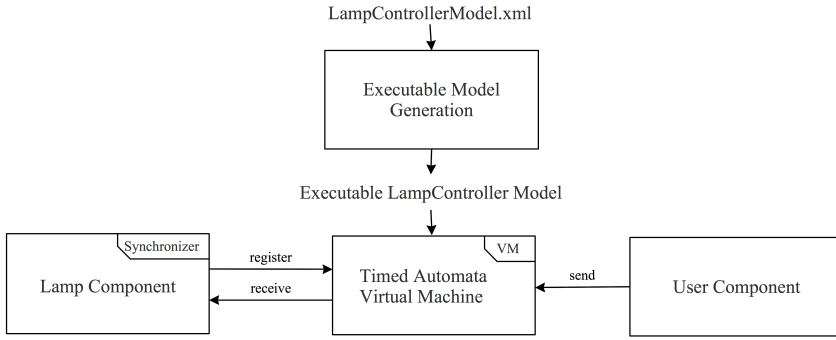 LampControllerModel.xml
Executable Model
Generation
Executable LampController Model
Synchronizer
Lamp Component
register
receive
VM
Timed Automata
Virtual Machine
send
User Component